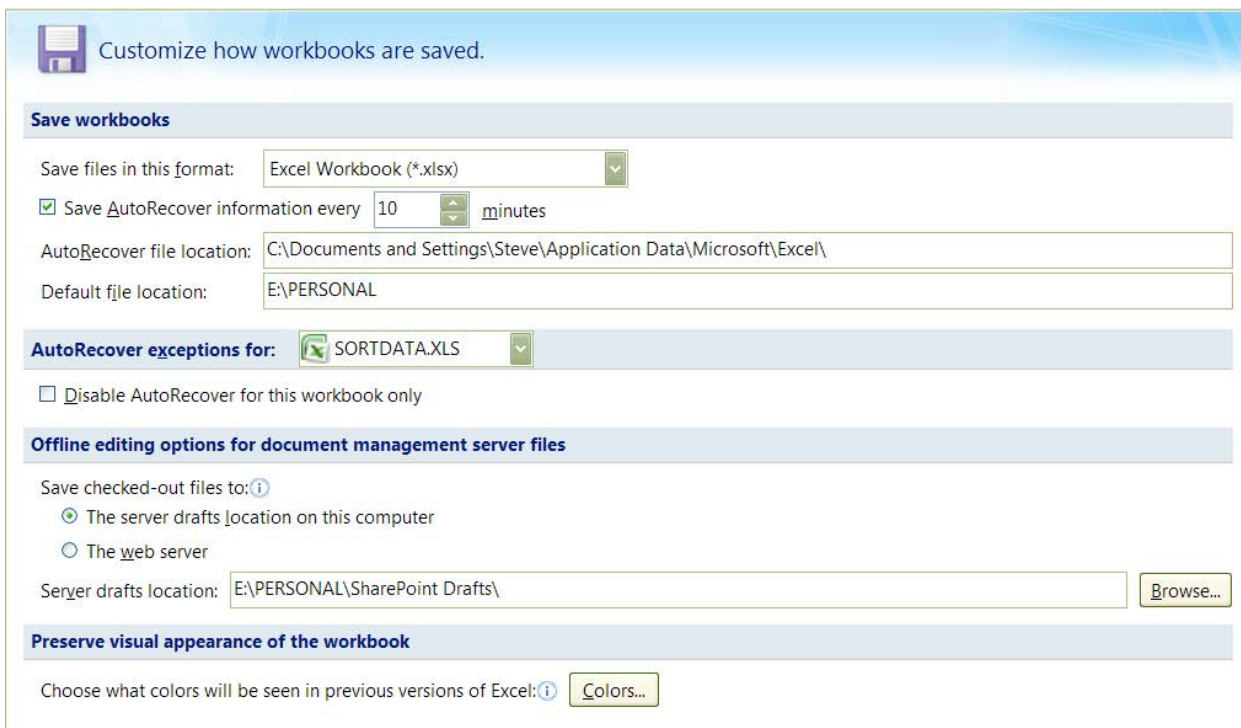 Customize how workbooks are saved.
Save workbooks
Save files in this format: Excel Workbook (*.xlsx)
Save AutoRecover information every 10 minutes
AutoRecover file location: C:\Documents and Settings\Steve\Application Data\Microsoft\Excel\
Default file location: E:\PERSONAL
AutoRecover exceptions for: SORTDATA.XLS
Disable AutoRecover for this workbook only
Offline editing options for document management server files
Save checked-out files to:
The server drafts location on this computer
The web server
Server drafts location: E:\PERSONAL\SharePoint Drafts\ Browse...
Preserve visual appearance of the workbook
Choose what colors will be seen in previous versions of Excel: Colors...